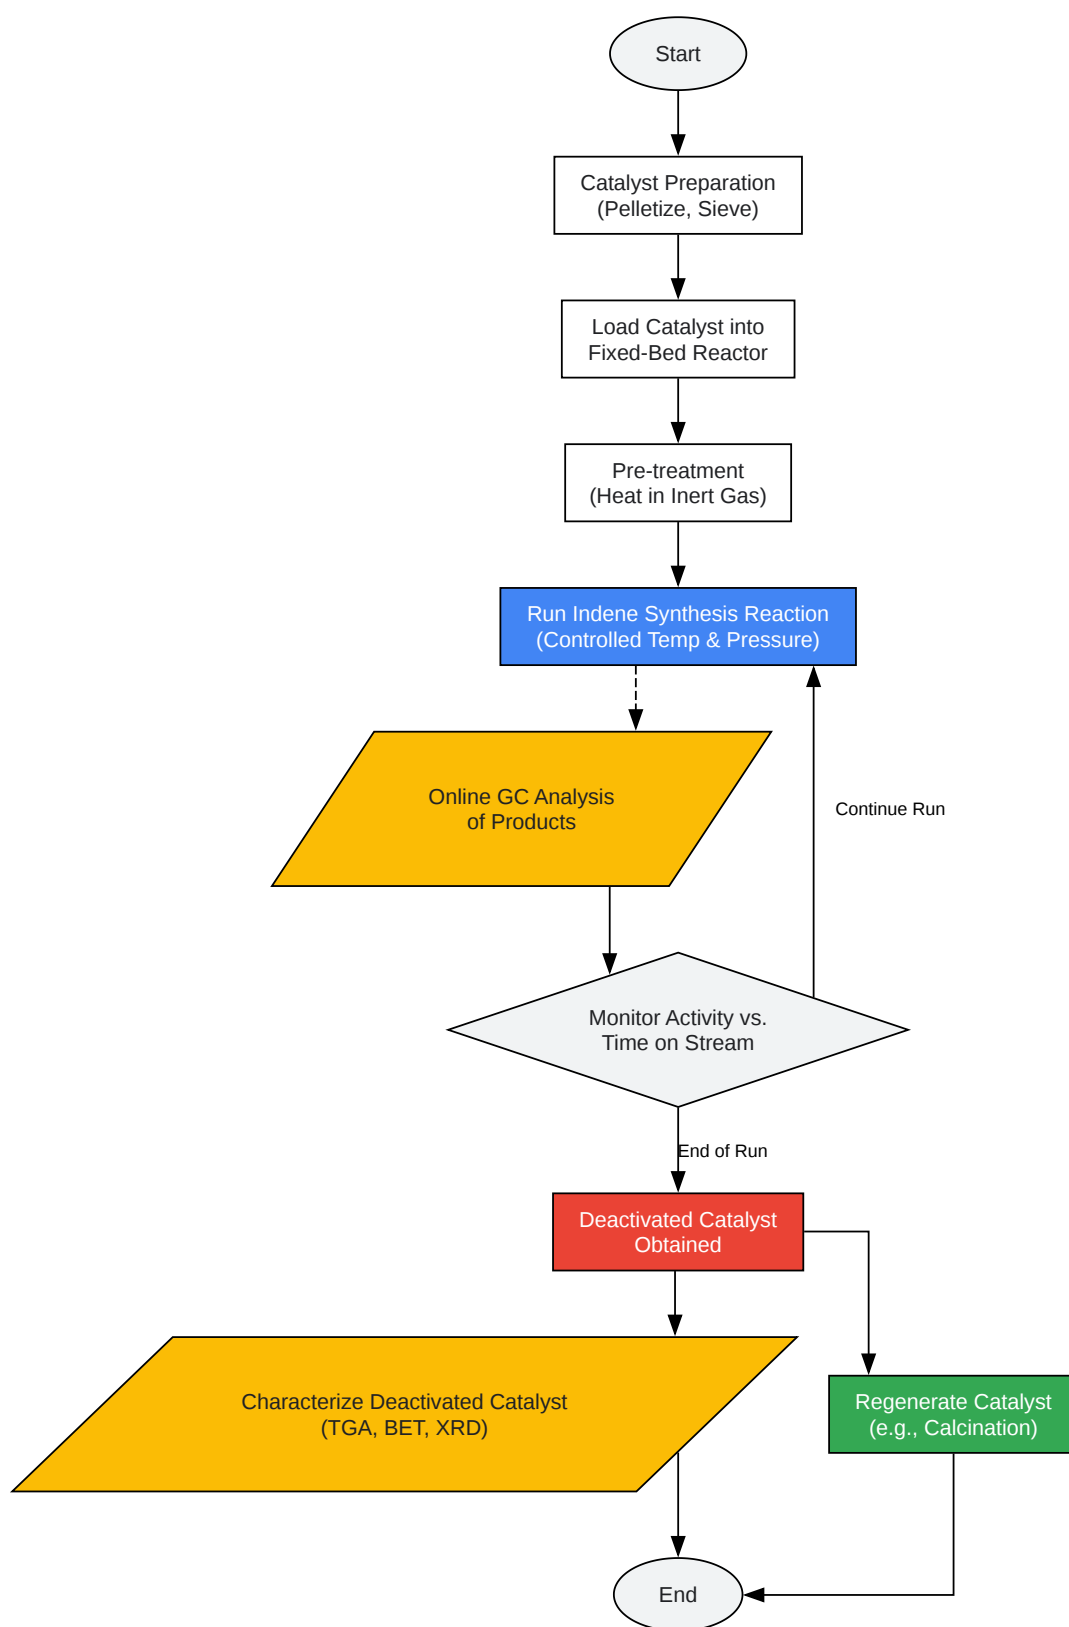 Start
Catalyst Preparation
(Pelletize, Sieve)
Load Catalyst into
Fixed-Bed Reactor
Pre-treatment
(Heat in Inert Gas)
Run Indene Synthesis Reaction
(Controlled Temp & Pressure)
Online GC Analysis
of Products
Continue Run
Monitor Activity vs.
Time on Stream
End of Run
Deactivated Catalyst
Obtained
Characterize Deactivated Catalyst
(TGA, BET, XRD)
Regenerate Catalyst
(e.g., Calcination)
End